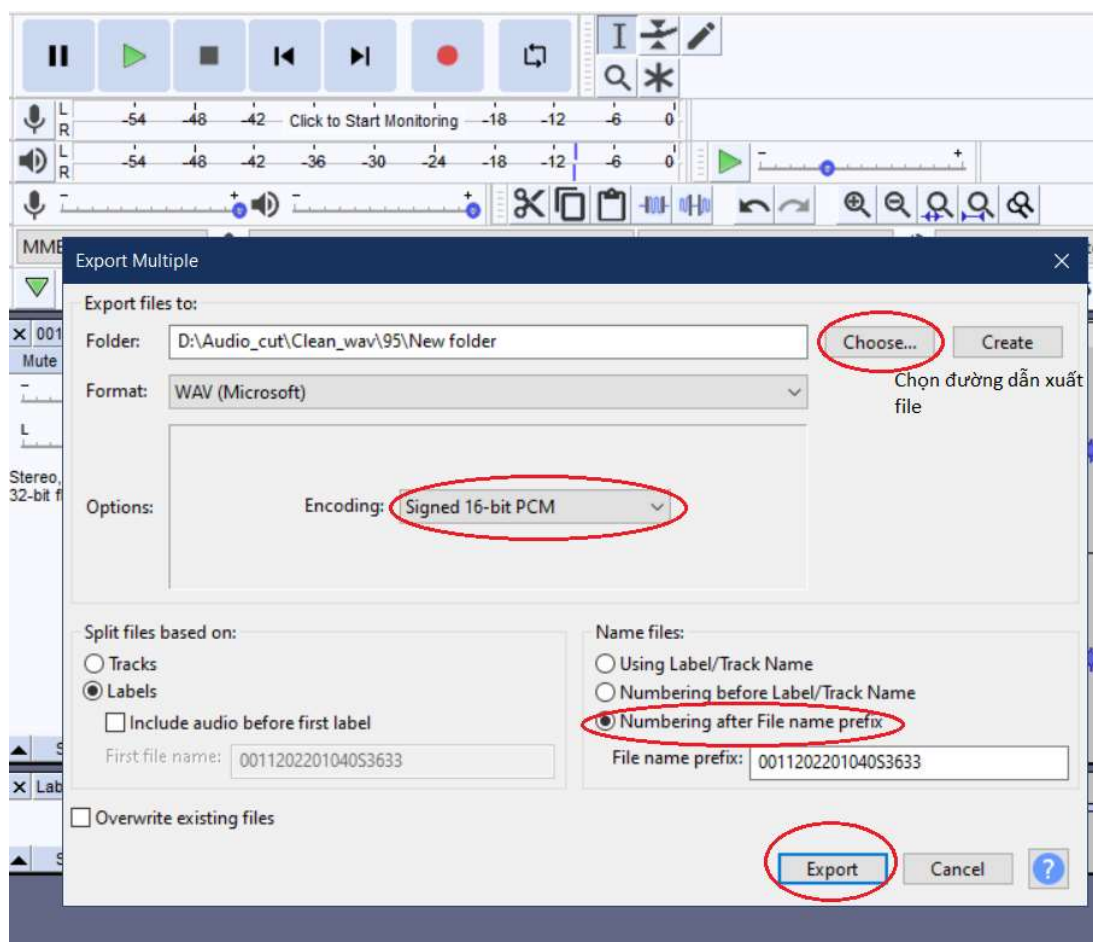 L
R
-54 -48 -42 Click to Start Monitoring -18 -12 -6 0
L
R
-54 -48 -42 -36 -30 -24 -18 -12 -6 0
MME
Export Multiple
Export files to:
Folder: D:\Audio_cut\Clean_wav\95\New folder Choose... Create
Chọn đường dẫn xuất
file
Format: WAV (Microsoft)
Options: Encoding: Signed 16-bit PCM
Split files based on:
Tracks
Labels
Include audio before first label
First file name: 0011202201040S3633
Name files:
Using Label/Track Name
Numbering before Label/Track Name
Numbering after File name prefix
File name prefix: 0011202201040S3633
Overwrite existing files
Export Cancel ?
X 001
Mute
L
Stereo,
32-bit fl
S
X Lab
S